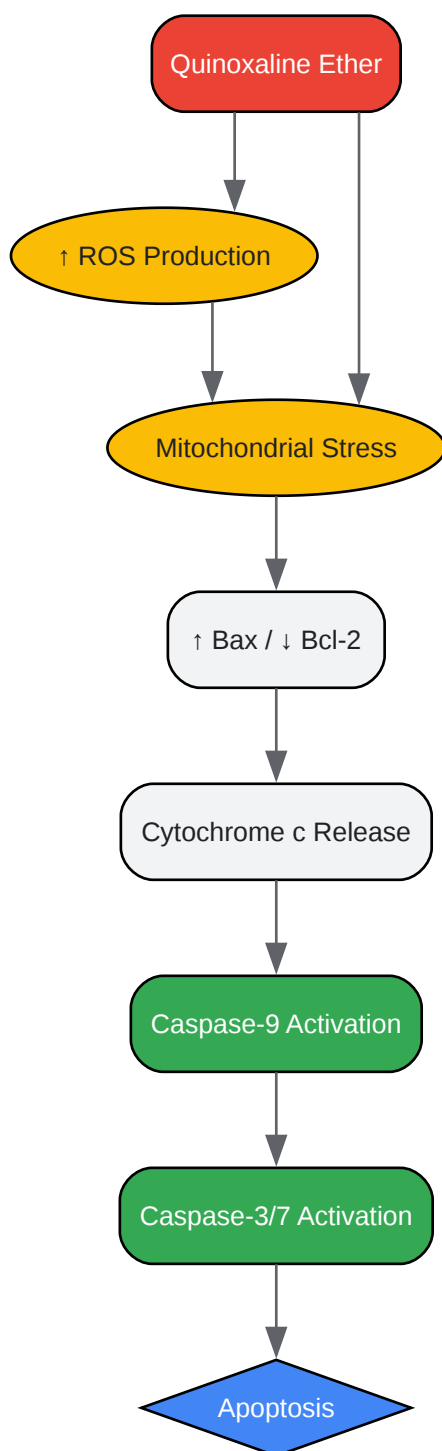 Quinoxaline Ether
↑ ROS Production
Mitochondrial Stress
↑ Bax / ↓ Bcl-2
Cytochrome c Release
Caspase-9 Activation
Caspase-3/7 Activation
Apoptosis